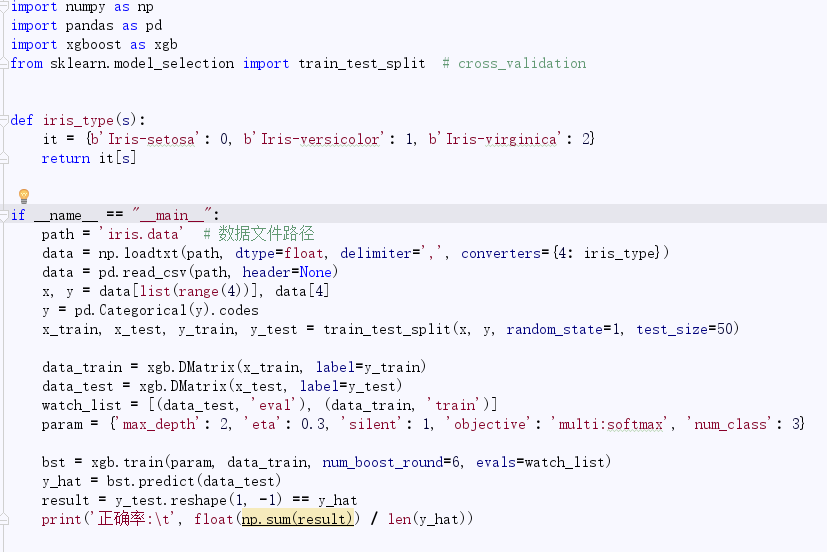 import numpy as np
import pandas as pd
import xgboost as xgb
from sklearn.model_selection import train_test_split  # cross_validation
def iris_type(s):
    it = {b'Iris-setosa': 0, b'Iris-versicolor': 1, b'Iris-virginica': 2}
    return it[s]
if __name__ == "__main__":
    path = 'iris.data'  # 数据文件路径
    data = np.loadtxt(path, dtype=float, delimiter=',', converters={4: iris_type})
    data = pd.read_csv(path, header=None)
    x, y = data[list(range(4))], data[4]
    y = pd.Categorical(y).codes
    x_train, x_test, y_train, y_test = train_test_split(x, y, random_state=1, test_size=50)
    data_train = xgb.DMatrix(x_train, label=y_train)
    data_test = xgb.DMatrix(x_test, label=y_test)
    watch_list = [(data_test, 'eval'), (data_train, 'train')]
    param = {'max_depth': 2, 'eta': 0.3, 'silent': 1, 'objective': 'multi:softmax', 'num_class': 3}
    bst = xgb.train(param, data_train, num_boost_round=6, evals=watch_list)
    y_hat = bst.predict(data_test)
    result = y_test.reshape(1, -1) == y_hat
    print('正确率:\t', float(np.sum(result)) / len(y_hat))